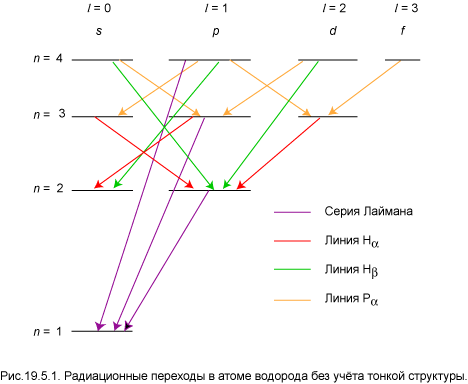 l = 0 l = 1 l = 2 l = 3
s p d f
n = 4
n = 3
n = 2
Серия Лаймана
Линия Hα
Линия Hβ
Линия Pα
n = 1
Рис.19.5.1. Радиационные переходы в атоме водорода без учёта тонкой структуры.